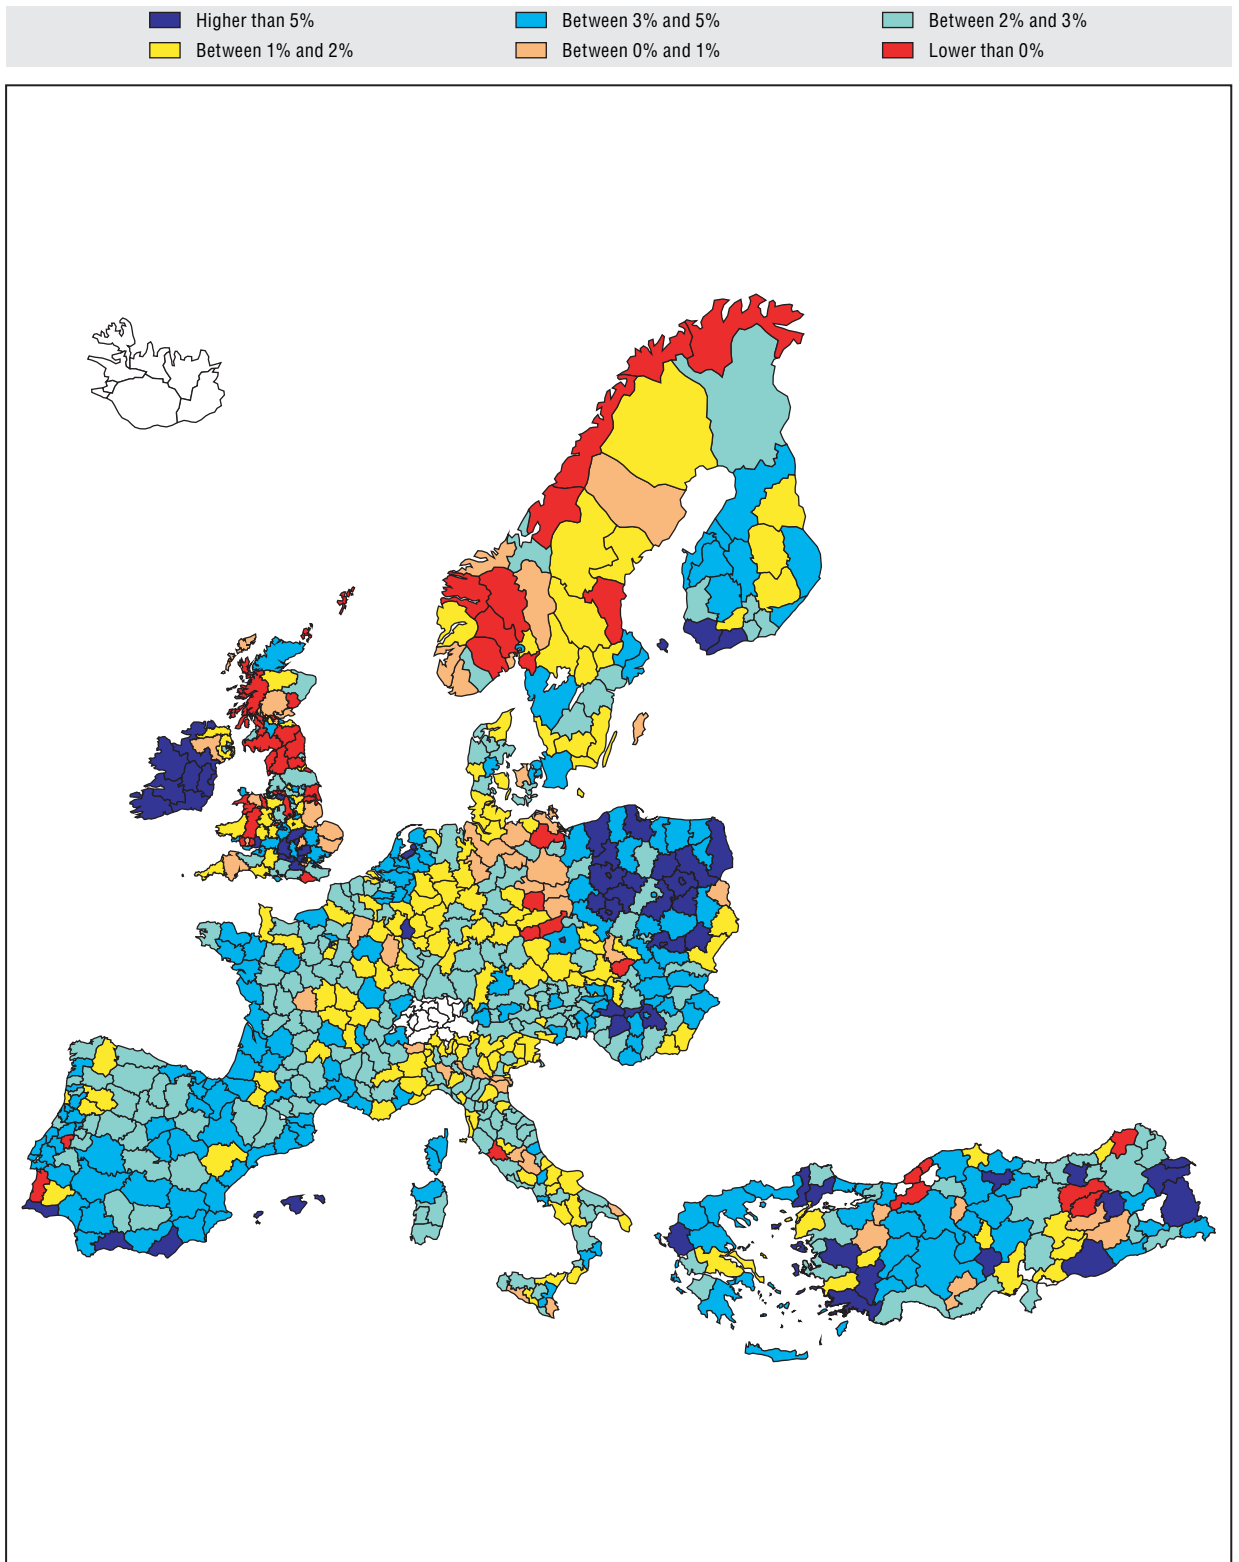 Higher than 5% Between 3% and 5% Between 2% and 3%
Between 1% and 2% Between 0% and 1% Lower than 0%